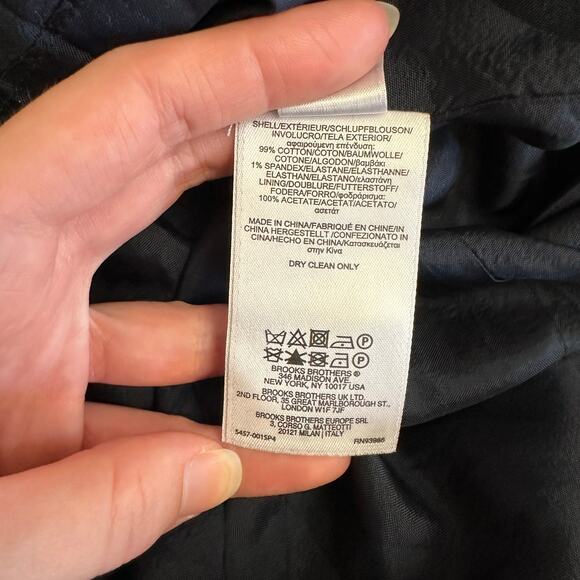 SHELL/EXTÉRIEUR/SCHLUPFBLOUSON/
INVOLUCRO/TELA EXTERIOR/
αφαιρούμενη επένδυση:
99% COTTON/COTON/BAUMWOLLE/
COTONE/ALGODON/βαμβάκι
1% SPANDEX/ELASTANE/ELASTHANNE/
ELASTHAN/ELASTANO/ελαστάνη
LINING/DOUBLURE/FUTTERSTOFF/
FODERA/FORRO/φοδράρισμα:
100% ACETATE/ACETAT/ACETATO/
ασετάτ
MADE IN CHINA/FABRIQUÉ EN CHINE/IN
CHINA HERGESTELLT /CONFEZIONATO IN
CINA/HECHO EN CHINA/Κατασκευάζεται
στην Κίνα
DRY CLEAN ONLY
P
P
BROOKS BROTHERS ®
346 MADISON AVE.
NEW YORK, NY 10017 USA
BROOKS BROTHERS UK LTD.
2ND FLOOR, 35 GREAT MARLBOROUGH ST.,
LONDON W1F 7JF
BROOKS BROTHERS EUROPE SRL
3, CORSO G. MATTEOTTI
20121 MILAN | ITALY
5457-0015P4 RN93986